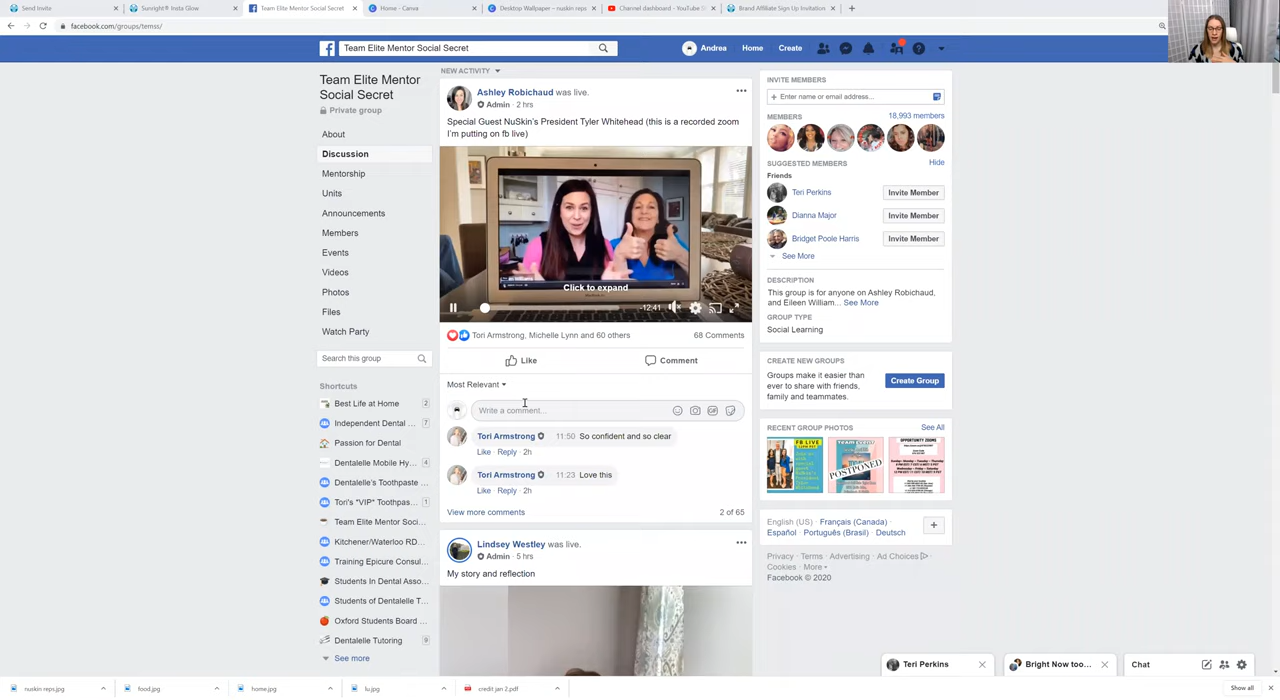 Send Invite
Sunright® Insta Glow
Team Elite Mentor Social Secret
Home - Canva
Desktop Wallpaper – nuskin reps
Channel dashboard - YouTube
Brand Affiliate Sign Up Invitation
facebook.com/groups/temss/
Team Elite Mentor Social Secret
Andrea
Home
Create
Team Elite Mentor
Social Secret
Private group
About
Discussion
Mentorship
Units
Announcements
Members
Events
Videos
Photos
Files
Watch Party
Search this group
Shortcuts
Best Life at Home 2
Independent Dental ... 7
Passion for Dental
Dentalelle Mobile Hy... 4
Dentalelle's Toothpaste ...
Tori's *VIP* Toothpas... 1
Team Elite Mentor Soci...
Kitchener/Waterloo RD...
Training Epicure Consul...
Students In Dental Asso...
Students of Dentalelle T...
Oxford Students Board ...
Dentalelle Tutoring 9
See more
NEW ACTIVITY
Ashley Robichaud was live.
Admin · 2 hrs
Special Guest NuSkin's President Tyler Whitehead (this is a recorded zoom
I'm putting on fb live)
Click to expand
-12:41
Tori Armstrong, Michelle Lynn and 60 others
68 Comments
Like
Comment
Most Relevant
Write a comment...
GIF
Tori Armstrong 11:50 So confident and so clear
Like · Reply · 2h
Tori Armstrong 11:23 Love this
Like · Reply · 2h
View more comments
2 of 65
Lindsey Westley was live.
Admin · 5 hrs
My story and reflection
INVITE MEMBERS
+ Enter name or email address...
MEMBERS
18,993 members
SUGGESTED MEMBERS
Hide
Friends
Teri Perkins
Invite Member
Dianna Major
Invite Member
Bridget Poole Harris
Invite Member
See More
DESCRIPTION
This group is for anyone on Ashley Robichaud,
and Eileen William... See More
GROUP TYPE
Social Learning
CREATE NEW GROUPS
Groups make it easier than
ever to share with friends,
family and teammates.
Create Group
RECENT GROUP PHOTOS
See All
FB LIVE
POSTPONED
OPPORTUNITY
ZOOMS
English (US) · Français (Canada) ·
Español · Português (Brasil) · Deutsch
Privacy · Terms · Advertising · Ad Choices ·
Cookies · More
Facebook © 2020
Teri Perkins
Bright Now too...
Chat
nuskin reps.jpg
food.jpg
home.jpg
lu.jpg
credit jan 2.pdf
Show all